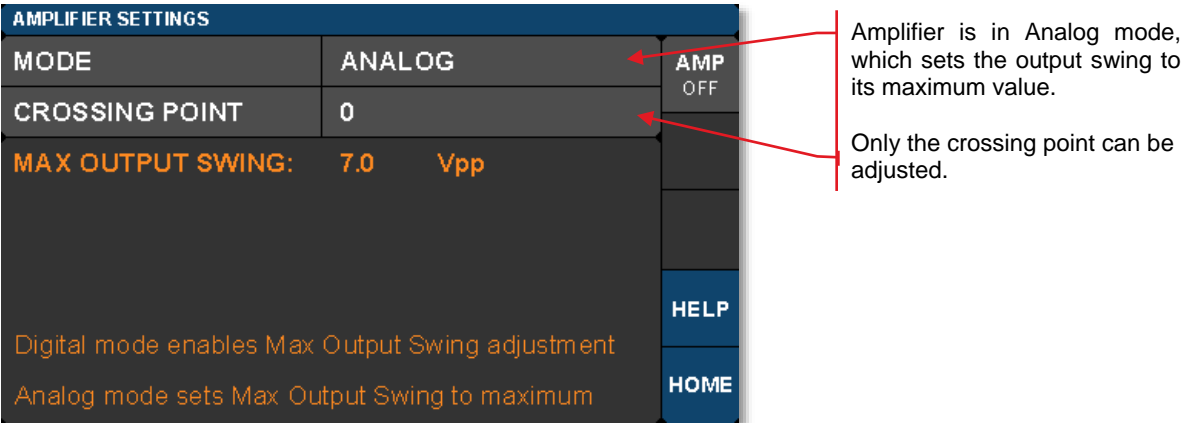 AMPLIFIER SETTINGS
MODE ANALOG
CROSSING POINT 0
MAX OUTPUT SWING: 7.0 Vpp
Digital mode enables Max Output Swing adjustment
Analog mode sets Max Output Swing to maximum
AMP
OFF
HELP
HOME
Amplifier is in Analog mode,
which sets the output swing to
its maximum value.
Only the crossing point can be
adjusted.